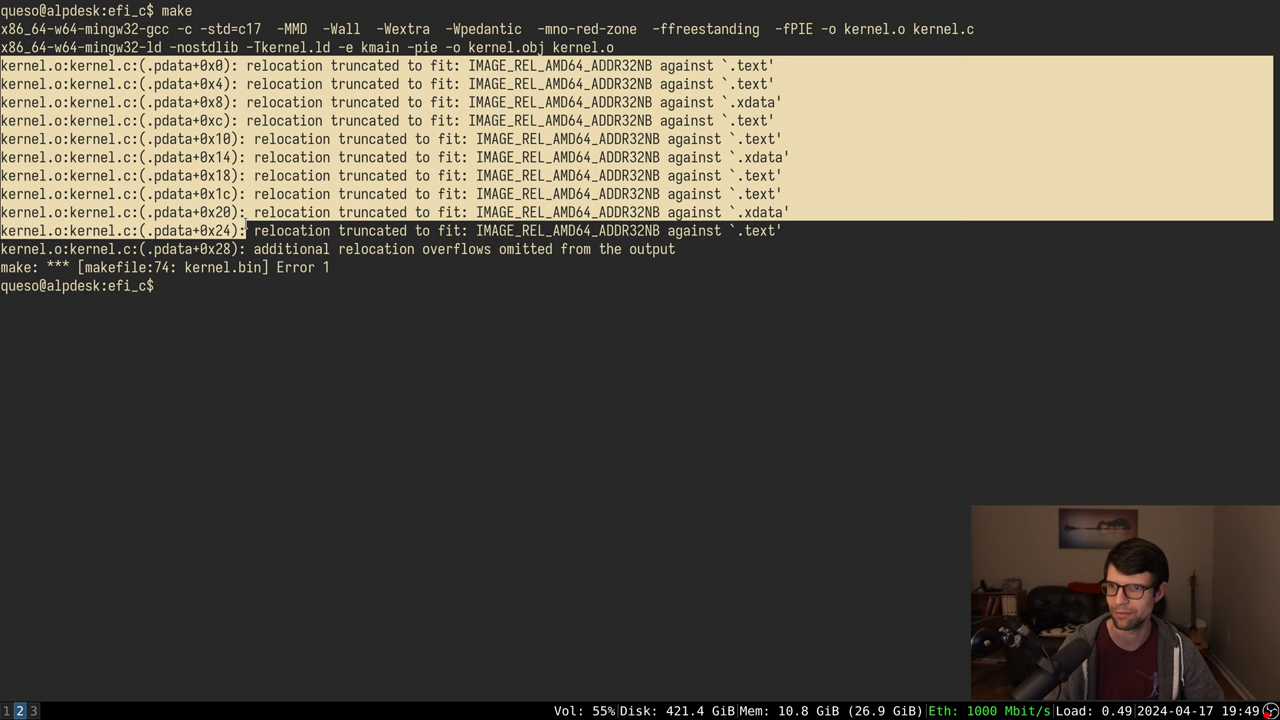 queso@alpdesk:efi_c$ make
x86_64-w64-mingw32-gcc -c -std=c17  -MMD  -Wall  -Wextra  -Wpedantic  -mno-red-zone  -ffreestanding  -fPIE -o kernel.o kernel.c
x86_64-w64-mingw32-ld -nostdlib -Tkernel.ld -e kmain -pie -o kernel.obj kernel.o
kernel.o:kernel.c:(.pdata+0x0): relocation truncated to fit: IMAGE_REL_AMD64_ADDR32NB against `.text'
kernel.o:kernel.c:(.pdata+0x4): relocation truncated to fit: IMAGE_REL_AMD64_ADDR32NB against `.text'
kernel.o:kernel.c:(.pdata+0x8): relocation truncated to fit: IMAGE_REL_AMD64_ADDR32NB against `.xdata'
kernel.o:kernel.c:(.pdata+0xc): relocation truncated to fit: IMAGE_REL_AMD64_ADDR32NB against `.text'
kernel.o:kernel.c:(.pdata+0x10): relocation truncated to fit: IMAGE_REL_AMD64_ADDR32NB against `.text'
kernel.o:kernel.c:(.pdata+0x14): relocation truncated to fit: IMAGE_REL_AMD64_ADDR32NB against `.xdata'
kernel.o:kernel.c:(.pdata+0x18): relocation truncated to fit: IMAGE_REL_AMD64_ADDR32NB against `.text'
kernel.o:kernel.c:(.pdata+0x1c): relocation truncated to fit: IMAGE_REL_AMD64_ADDR32NB against `.text'
kernel.o:kernel.c:(.pdata+0x20): relocation truncated to fit: IMAGE_REL_AMD64_ADDR32NB against `.xdata'
kernel.o:kernel.c:(.pdata+0x24): relocation truncated to fit: IMAGE_REL_AMD64_ADDR32NB against `.text'
kernel.o:kernel.c:(.pdata+0x28): additional relocation overflows omitted from the output
make: *** [makefile:74: kernel.bin] Error 1
queso@alpdesk:efi_c$
1 2 3 Vol: 55%|Disk: 421.4 GiB|Mem: 10.8 GiB (26.9 GiB)|Eth: 1000 Mbit/s|Load: 0.49|2024-04-17 19:49